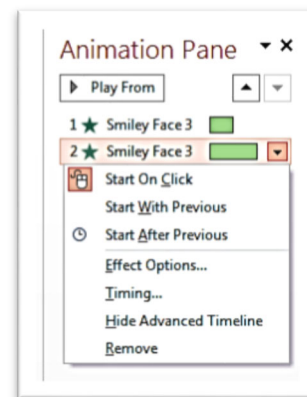 Animation Pane
Play From
1 Smiley Face 3
2 Smiley Face 3
Start On Click
Start With Previous
Start After Previous
Effect Options...
Timing...
Hide Advanced Timeline
Remove